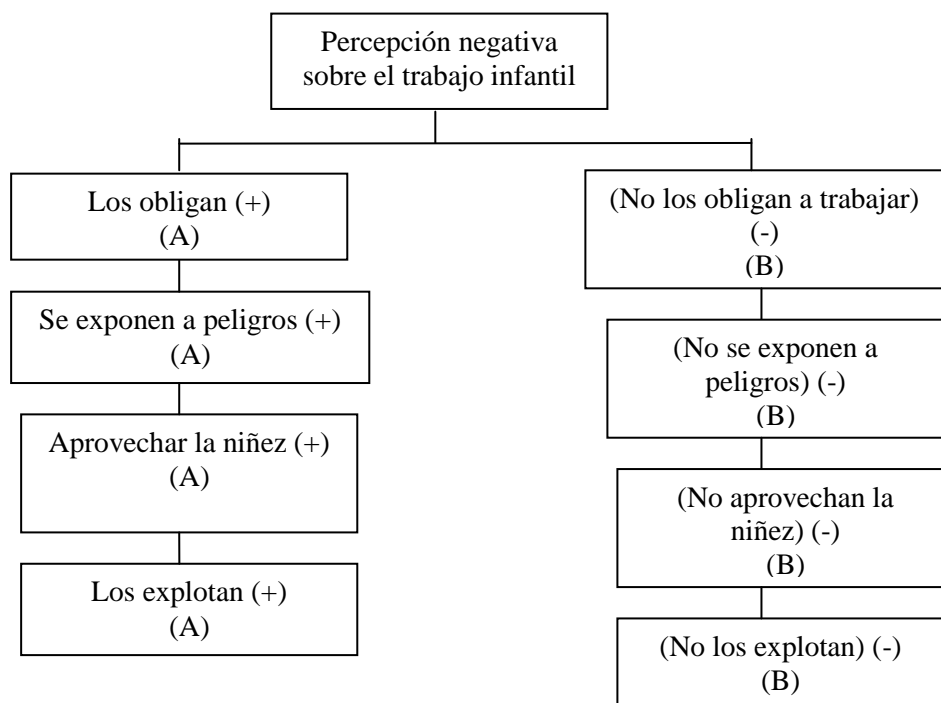 Percepción negativa
sobre el trabajo infantil
Los obligan (+)
(A)
Se exponen a peligros (+)
(A)
Aprovechar la niñez (+)
(A)
Los explotan (+)
(A)
(No los obligan a trabajar)
(-)
(B)
(No se exponen a
peligros) (-)
(B)
(No aprovechan la
niñez) (-)
(B)
(No los explotan) (-)
(B)